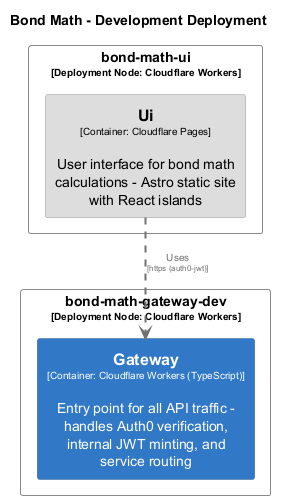 Bond Math - Development Deployment
bond-math-ui
[Deployment Node: Cloudflare Workers]
Ui
[Container: Cloudflare Pages]
User interface for bond math
calculations - Astro static site
with React islands
Uses
[https (auth0-jwt)]
bond-math-gateway-dev
[Deployment Node: Cloudflare Workers]
Gateway
[Container: Cloudflare Workers (TypeScript)]
Entry point for all API traffic -
handles Auth0 verification,
internal JWT minting, and
service routing